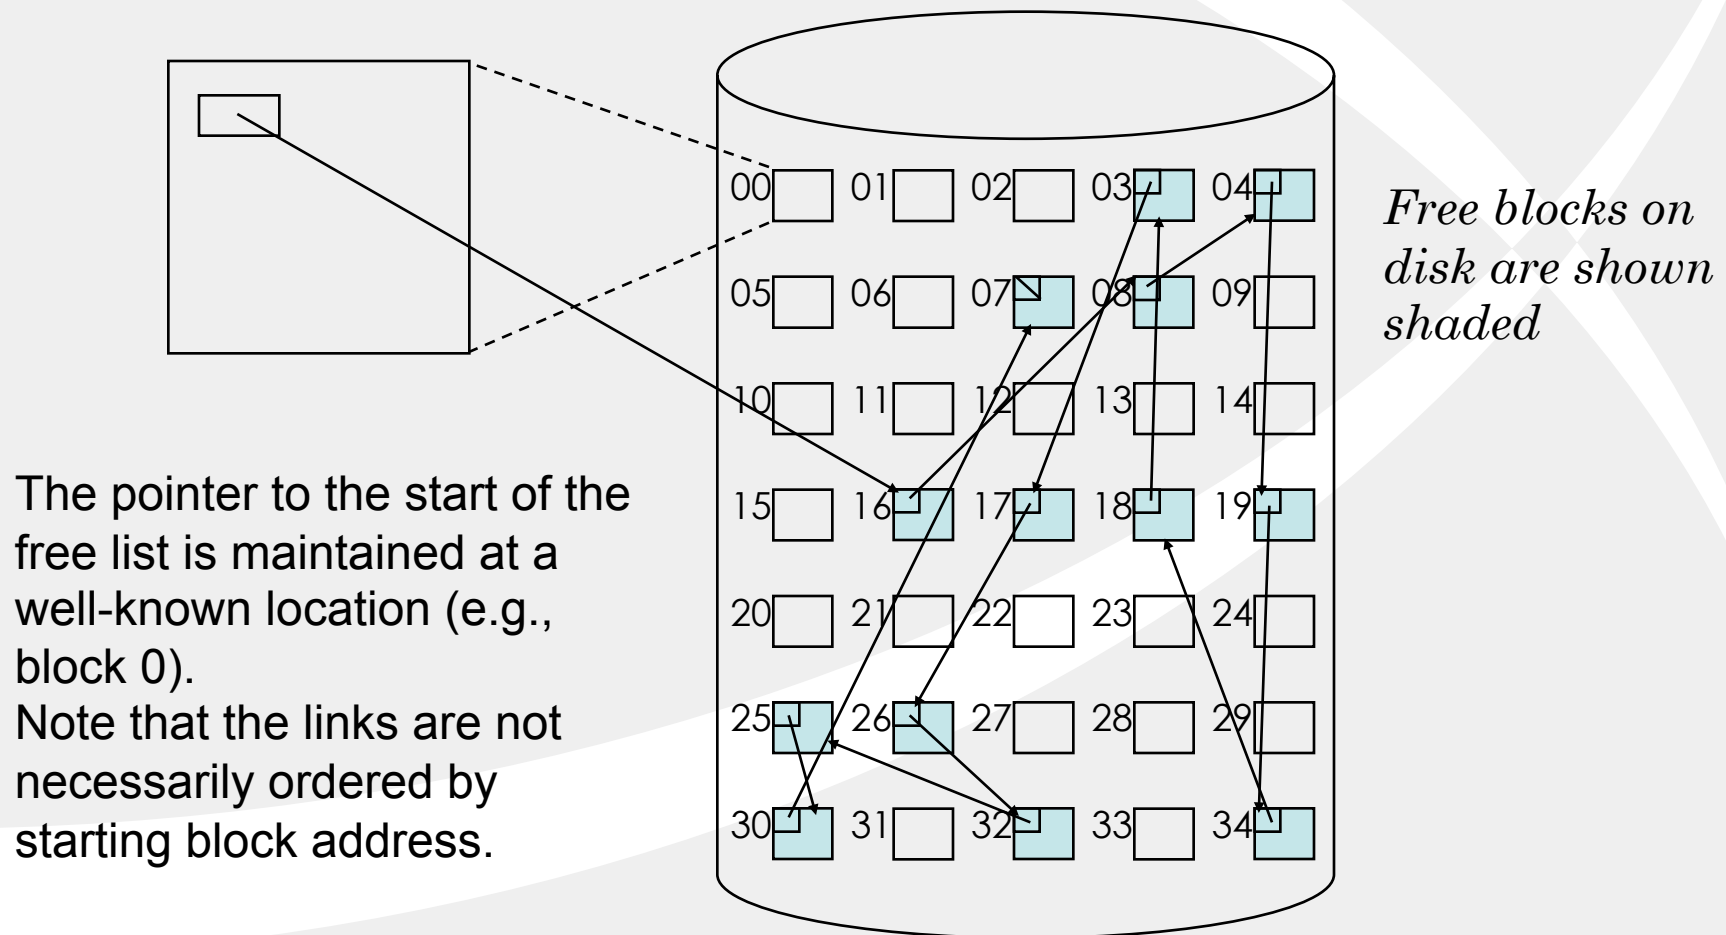 00 01 02 03 04
05 06 07 08 09
10 11 12 13 14
15 16 17 18 19
20 21 22 23 24
25 26 27 28 29
30 31 32 33 34
Free blocks on
disk are shown
shaded
The pointer to the start of the
free list is maintained at a
well-known location (e.g.,
block 0).
Note that the links are not
necessarily ordered by
starting block address.